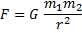 F = G m₁m₂ / r²